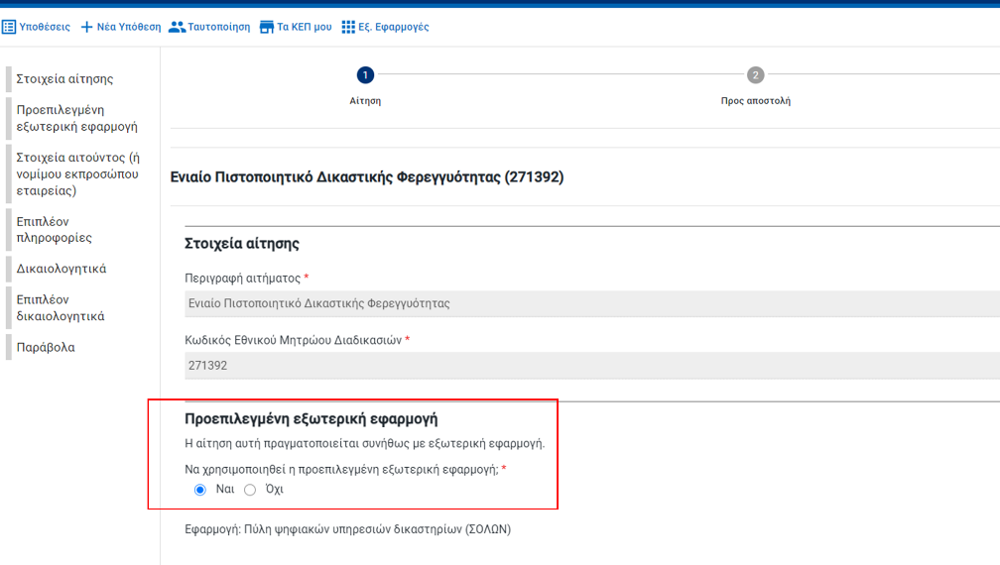 Υποθέσεις Νέα Υπόθεση Ταυτοποίηση Τα ΚΕΠ μου Εξ. Εφαρμογές
Στοιχεία αίτησης
Προεπιλεγμένη
εξωτερική εφαρμογή
Στοιχεία αιτούντος (ή
νομίμου εκπροσώπου
εταιρείας)
Επιπλέον
πληροφορίες
Δικαιολογητικά
Επιπλέον
δικαιολογητικά
Παράβολα
1 2
Αίτηση Προς αποστολή
Ενιαίο Πιστοποιητικό Δικαστικής Φερεγγυότητας (271392)
Στοιχεία αίτησης
Περιγραφή αιτήματος *
Ενιαίο Πιστοποιητικό Δικαστικής Φερεγγυότητας
Κωδικός Εθνικού Μητρώου Διαδικασιών *
271392
Προεπιλεγμένη εξωτερική εφαρμογή
Η αίτηση αυτή πραγματοποιείται συνήθως με εξωτερική εφαρμογή.
Να χρησιμοποιηθεί η προεπιλεγμένη εξωτερική εφαρμογή; *
Ναι Όχι
Εφαρμογή: Πύλη ψηφιακών υπηρεσιών δικαστηρίων (ΣΟΛΩΝ)